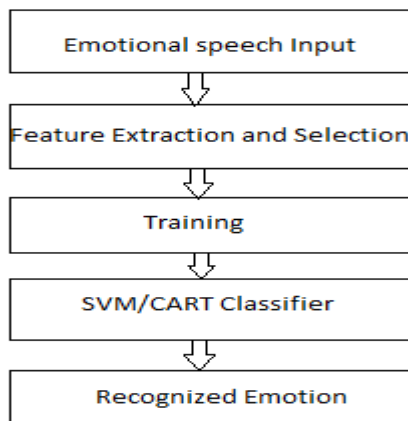 Emotional speech Input
Feature Extraction and Selection
Training
SVM/CART Classifier
Recognized Emotion